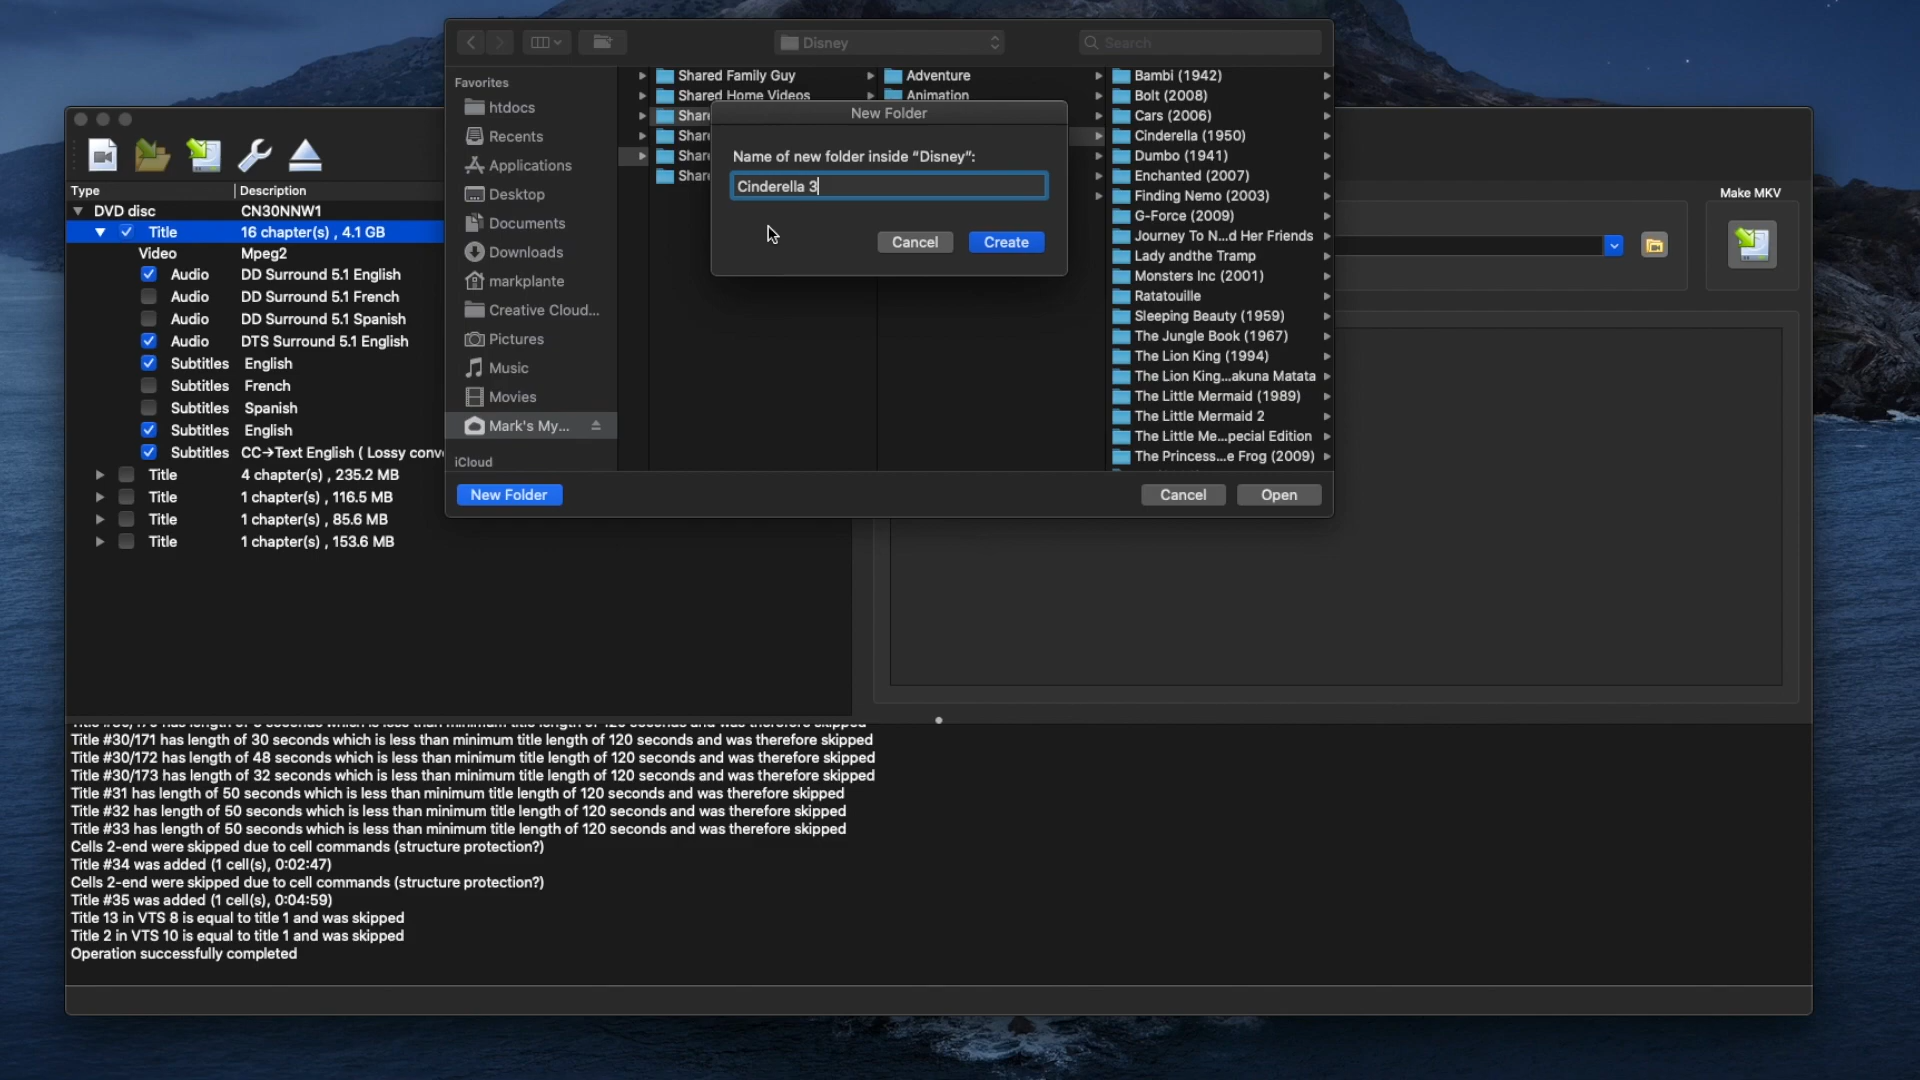 Disney
Search
Favorites
htdocs
Recents
Applications
Desktop
Documents
Downloads
markplante
Creative Cloud...
Pictures
Music
Movies
Mark's My...
iCloud
Shared Family Guy
Shared Home Videos
Shar
Shar
Shar
Shar
Adventure
Animation
Bambi (1942)
Bolt (2008)
Cars (2006)
Cinderella (1950)
Dumbo (1941)
Enchanted (2007)
Finding Nemo (2003)
G-Force (2009)
Journey To N...d Her Friends
Lady andthe Tramp
Monsters Inc (2001)
Ratatouille
Sleeping Beauty (1959)
The Jungle Book (1967)
The Lion King (1994)
The Lion King...akuna Matata
The Little Mermaid (1989)
The Little Mermaid 2
The Little Me...pecial Edition
The Princess...e Frog (2009)
New Folder
Name of new folder inside “Disney”:
Cinderella 3
Cancel Create
New Folder Cancel Open
Type Description
DVD disc CN30NNW1
Title 16 chapter(s) , 4.1 GB
Video Mpeg2
Audio DD Surround 5.1 English
Audio DD Surround 5.1 French
Audio DD Surround 5.1 Spanish
Audio DTS Surround 5.1 English
Subtitles English
Subtitles French
Subtitles Spanish
Subtitles English
Subtitles CC→Text English ( Lossy conv
Title 4 chapter(s) , 235.2 MB
Title 1 chapter(s) , 116.5 MB
Title 1 chapter(s) , 85.6 MB
Title 1 chapter(s) , 153.6 MB
Make MKV
Title #30/171 has length of 30 seconds which is less than minimum title length of 120 seconds and was therefore skipped
Title #30/172 has length of 48 seconds which is less than minimum title length of 120 seconds and was therefore skipped
Title #30/173 has length of 32 seconds which is less than minimum title length of 120 seconds and was therefore skipped
Title #31 has length of 50 seconds which is less than minimum title length of 120 seconds and was therefore skipped
Title #32 has length of 50 seconds which is less than minimum title length of 120 seconds and was therefore skipped
Title #33 has length of 50 seconds which is less than minimum title length of 120 seconds and was therefore skipped
Cells 2-end were skipped due to cell commands (structure protection?)
Title #34 was added (1 cell(s), 0:02:47)
Cells 2-end were skipped due to cell commands (structure protection?)
Title #35 was added (1 cell(s), 0:04:59)
Title 13 in VTS 8 is equal to title 1 and was skipped
Title 2 in VTS 10 is equal to title 1 and was skipped
Operation successfully completed